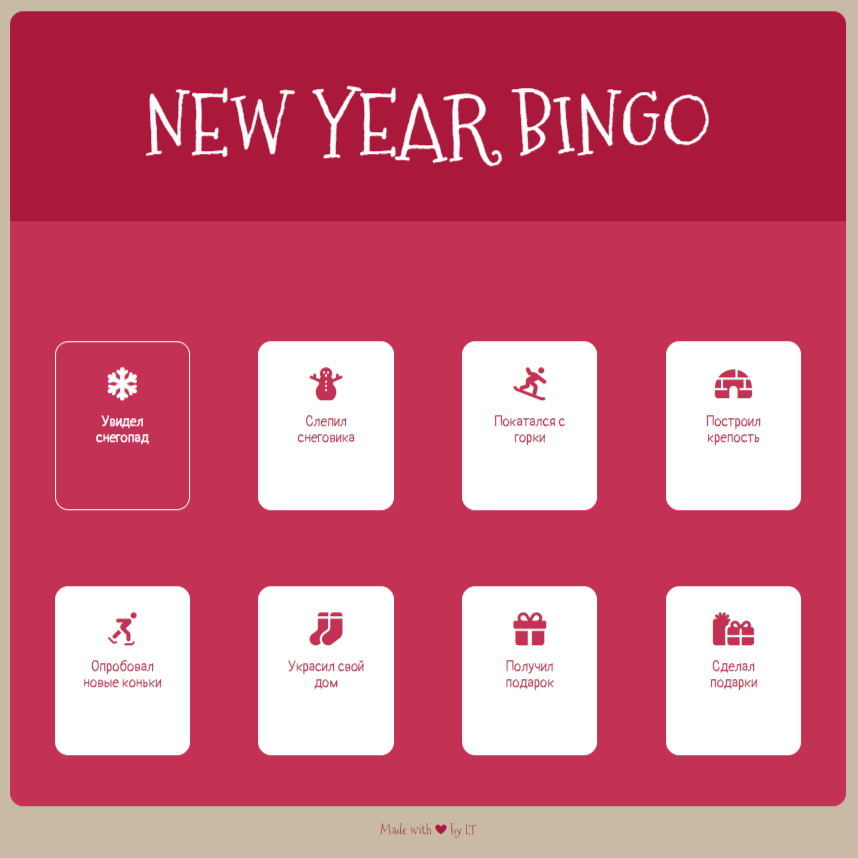 NEW YEAR BINGO
Увидел
снегопад
Слепил
снеговика
Покатался с
горки
Построил
крепость
Опробовал
новые коньки
Украсил свой
дом
Получил
подарок
Сделал
подарки
Made with ❤ by I.T